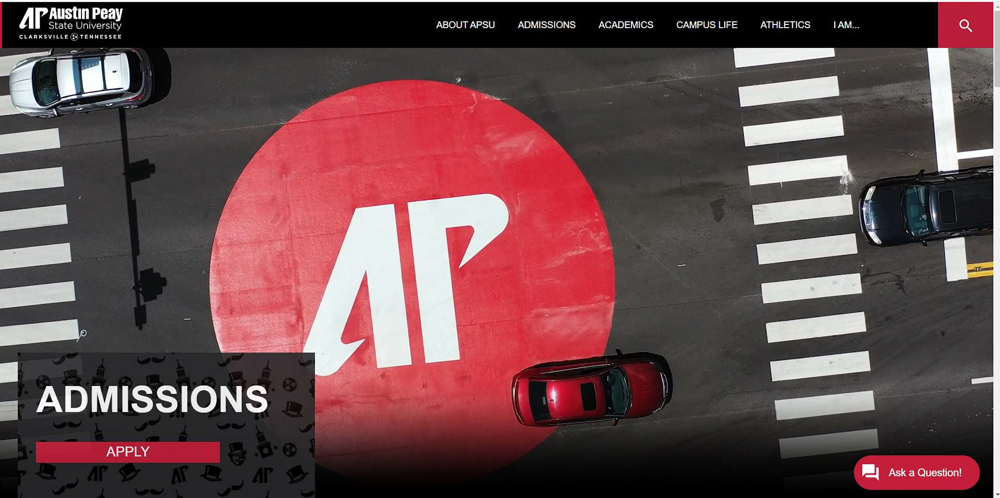 AP Austin Peay
State University
CLARKSVILLE TENNESSEE
ABOUT APSU ADMISSIONS ACADEMICS CAMPUS LIFE ATHLETICS I AM...
AP
ADMISSIONS
APPLY
Ask a Question!